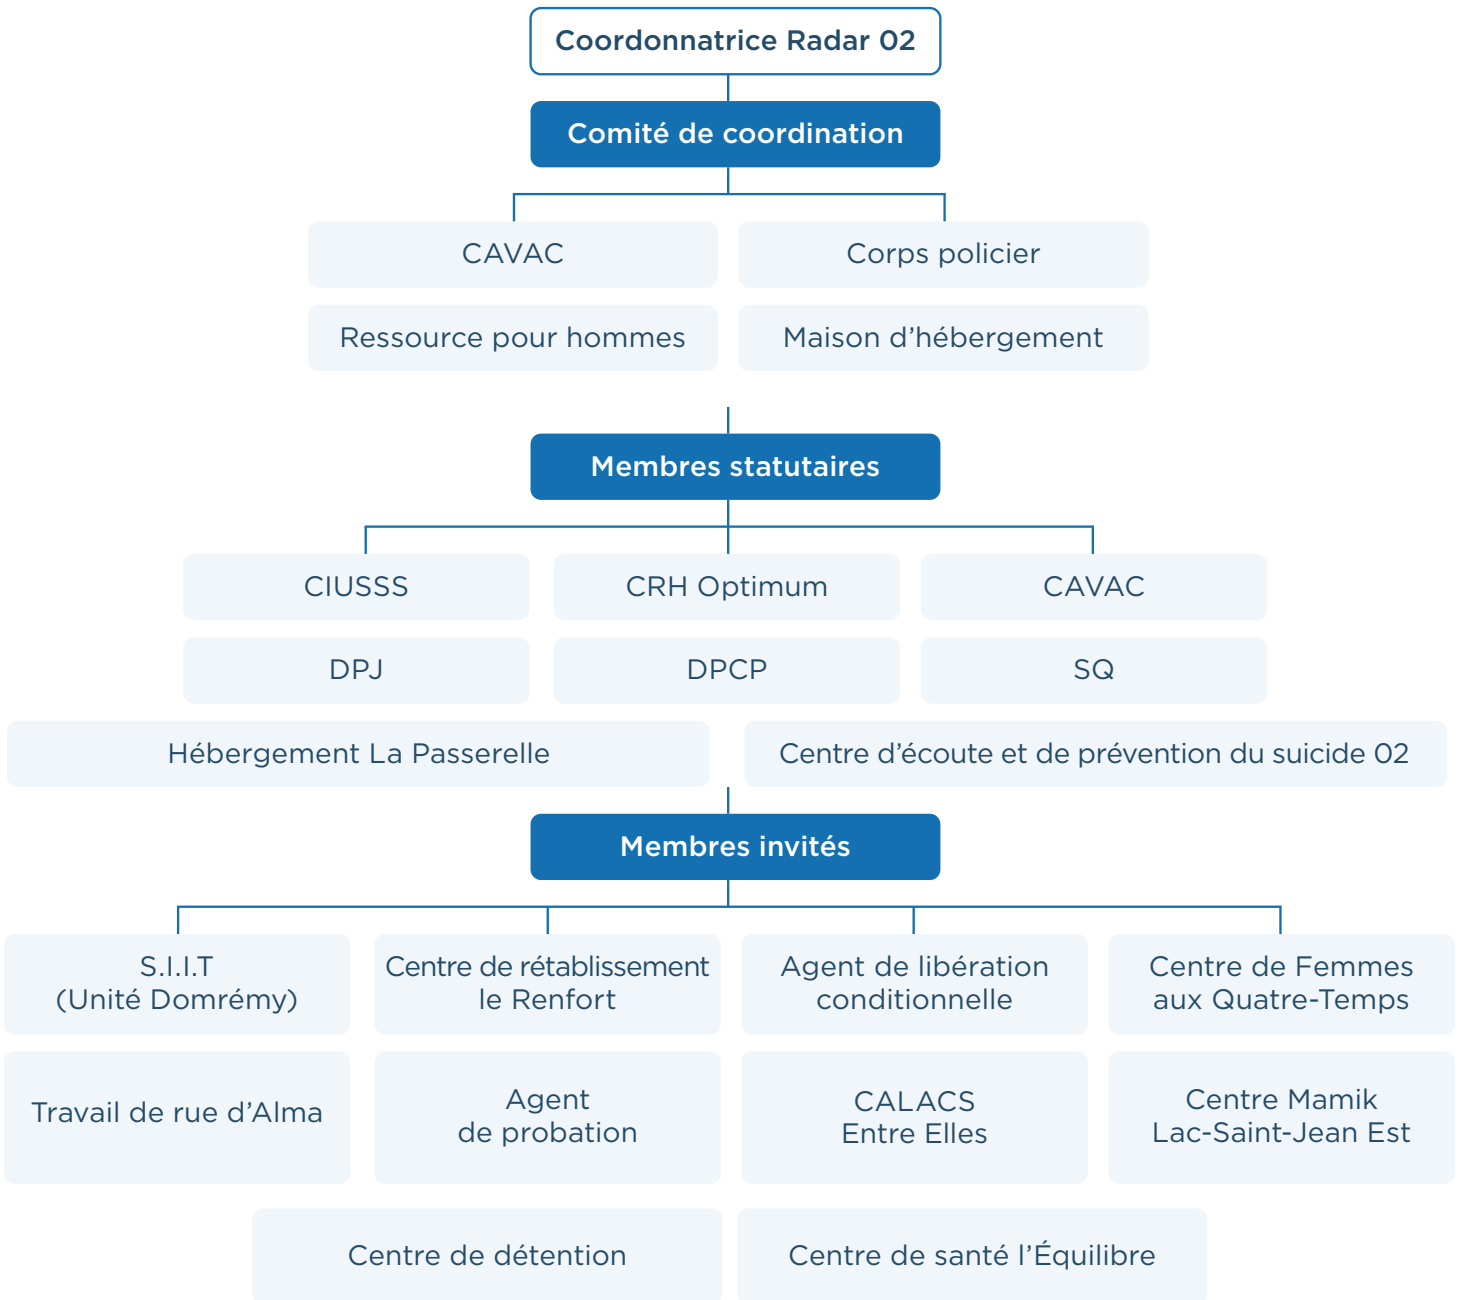 Coordonnatrice Radar 02
Comité de coordination
CAVAC
Corps policier
Ressource pour hommes
Maison d’hébergement
Membres statutaires
CIUSSS
CRH Optimum
CAVAC
DPJ
DPCP
SQ
Hébergement La Passerelle
Centre d’écoute et de prévention du suicide 02
Membres invités
S.I.I.T
(Unité Domrémy)
Centre de rétablissement
le Renfort
Agent de libération
conditionnelle
Centre de Femmes
aux Quatre-Temps
Travail de rue d’Alma
Agent
de probation
CALACS
Entre Elles
Centre Mamik
Lac-Saint-Jean Est
Centre de détention
Centre de santé l’Équilibre